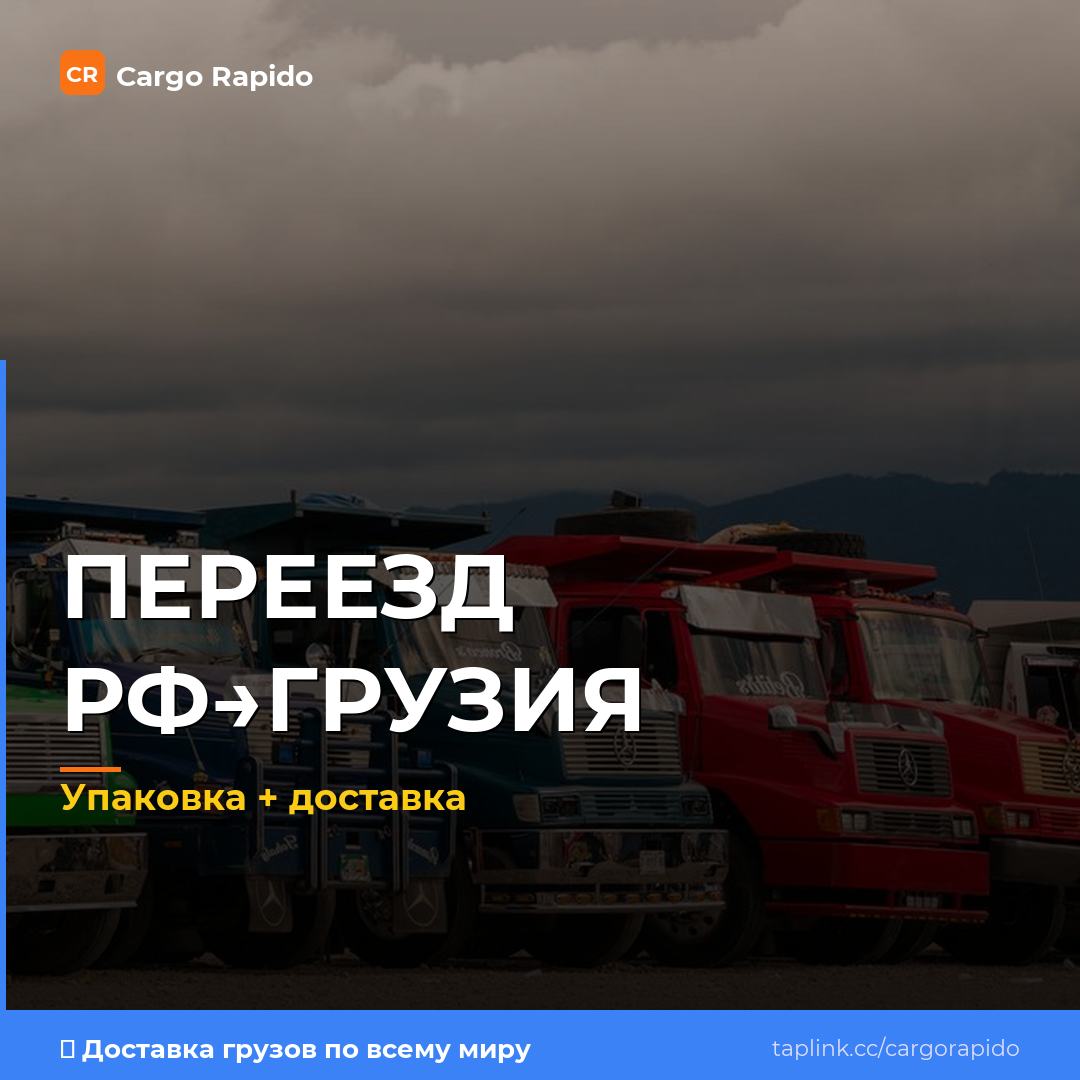 CR Cargo Rapido
ПЕРЕЕЗД
РФ→ГРУЗИЯ
Упаковка + доставка
Доставка грузов по всему миру
taplink.cc/cargorapido